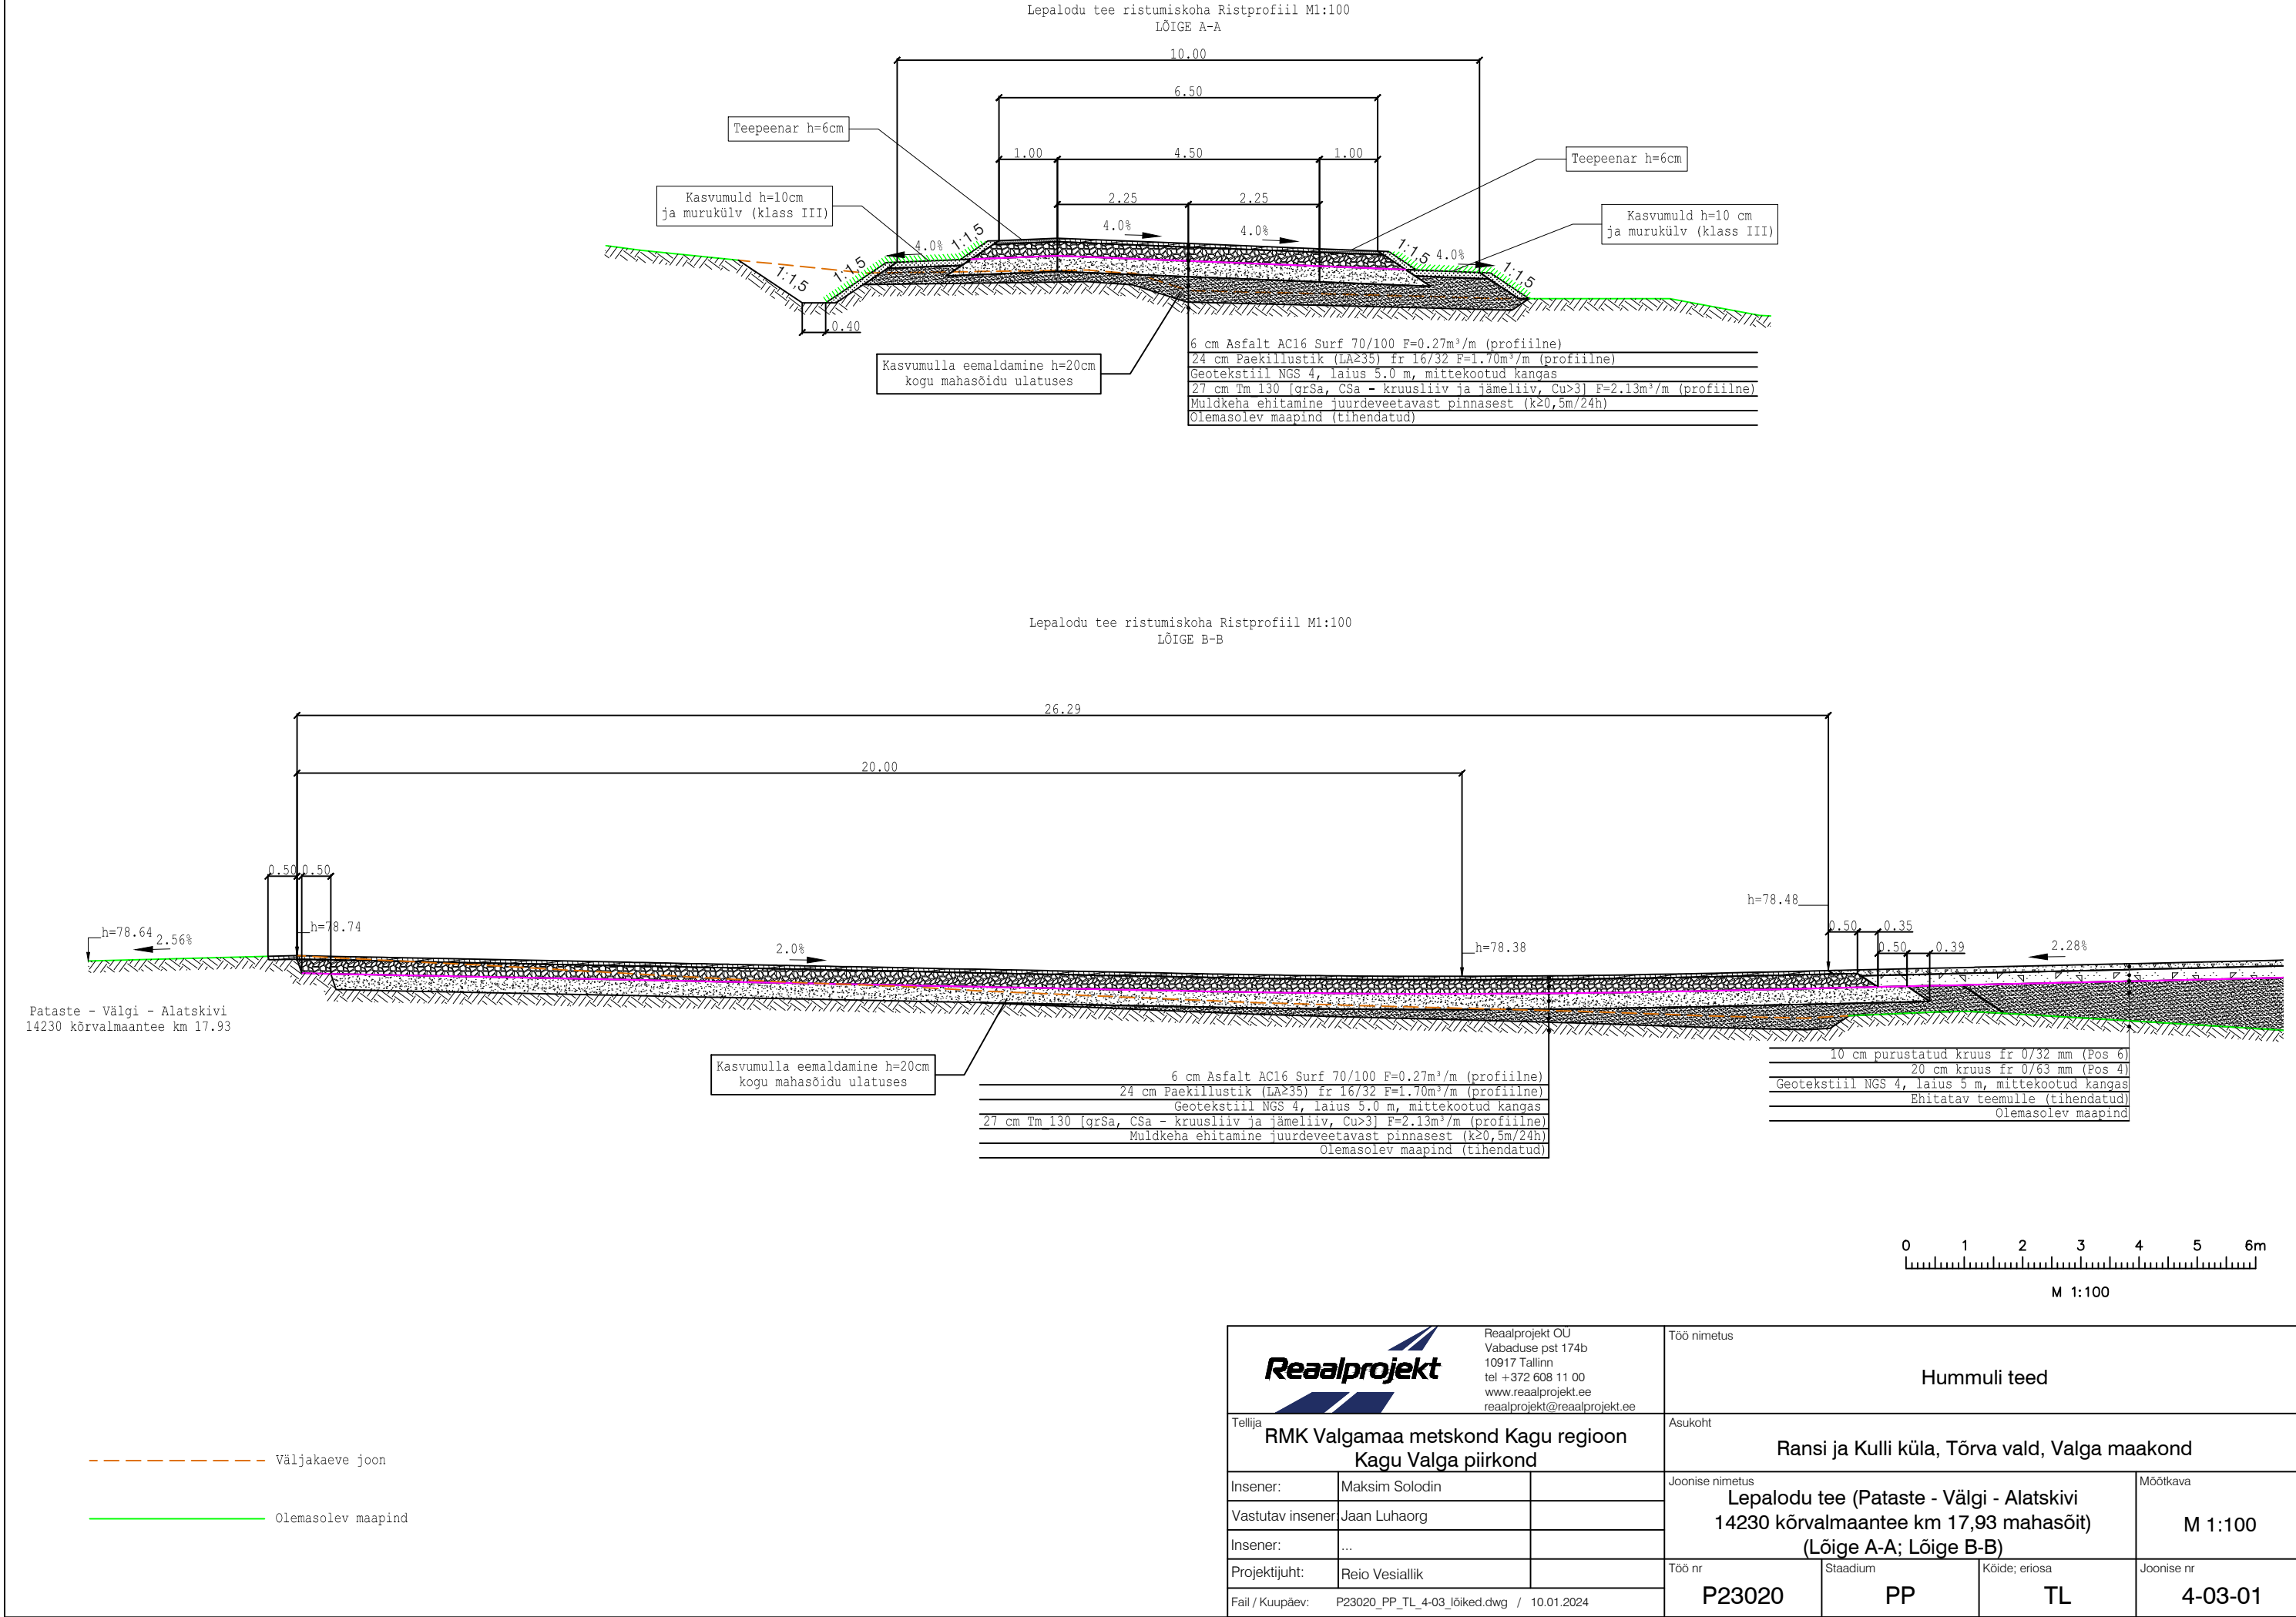 Lepalodu tee ristumiskoha Ristprofiil M1:100
LÕIGE A-A
10.00
6.50
Teepeenar h=6cm
1.00
4.50
1.00
Teepeenar h=6cm
Kasvumuld h=10cm
ja murukülv (klass III)
2.25
2.25
Kasvumuld h=10 cm
ja murukülv (klass III)
1:1,5
1:1,5
4.0%
1:1,5
4.0%
4.0%
1:1,5
4.0%
1:1,5
0.40
Kasvumulla eemaldamine h=20cm
kogu mahasõidu ulatuses
6 cm Asfalt AC16 Surf 70/100 F=0.27m³/m (profiilne)
24 cm Paekillustik (LA≥35) fr 16/32 F=1.70m³/m (profiilne)
Geotekstiil NGS 4, laius 5.0 m, mittekootud kangas
27 cm Tm_130 [grSa, CSa - kruusliiv ja jämeliiv, Cu>3] F=2.13m³/m (profiilne)
Muldkeha ehitamine juurdeveetavast pinnasest (k≥0,5m/24h)
Olemasolev maapind (tihendatud)
Lepalodu tee ristumiskoha Ristprofiil M1:100
LÕIGE B-B
26.29
20.00
0.50
0.50
h=78.64
2.56%
h=78.74
2.0%
h=78.38
h=78.48
0.50
0.35
0.50
0.39
2.28%
Pataste - Välgi - Alatskivi
14230 kõrvalmaantee km 17.93
Kasvumulla eemaldamine h=20cm
kogu mahasõidu ulatuses
6 cm Asfalt AC16 Surf 70/100 F=0.27m³/m (profiilne)
24 cm Paekillustik (LA≥35) fr 16/32 F=1.70m³/m (profiilne)
Geotekstiil NGS 4, laius 5.0 m, mittekootud kangas
27 cm Tm_130 [grSa, CSa - kruusliiv ja jämeliiv, Cu>3] F=2.13m³/m (profiilne)
Muldkeha ehitamine juurdeveetavast pinnasest (k≥0,5m/24h)
Olemasolev maapind (tihendatud)
10 cm purustatud kruus fr 0/32 mm (Pos 6)
20 cm kruus fr 0/63 mm (Pos 4)
Geotekstiil NGS 4, laius 5 m, mittekootud kangas
Ehitatav teemulle (tihendatud)
Olemasolev maapind
0 1 2 3 4 5 6m
M 1:100
Väljakaeve joon
Olemasolev maapind
Reaalprojekt
Reaalprojekt OÜ
Vabaduse pst 174b
10917 Tallinn
tel +372 608 11 00
www.reaalprojekt.ee
reaalprojekt@reaalprojekt.ee
Töö nimetus
Hummuli teed
Tellija
RMK Valgamaa metskond Kagu regioon
Kagu Valga piirkond
Asukoht
Ransi ja Kulli küla, Tõrva vald, Valga maakond
Insener: Maksim Solodin
Vastutav insener: Jaan Luhaorg
Insener: ...
Projektijuht: Reio Vesiallik
Fail / Kuupäev: P23020_PP_TL_4-03_lõiked.dwg / 10.01.2024
Joonise nimetus
Lepalodu tee (Pataste - Välgi - Alatskivi
14230 kõrvalmaantee km 17,93 mahasõit)
(Lõige A-A; Lõige B-B)
Mõõtkava
M 1:100
Töö nr
P23020
Staadium
PP
Köide; eriosa
TL
Joonise nr
4-03-01